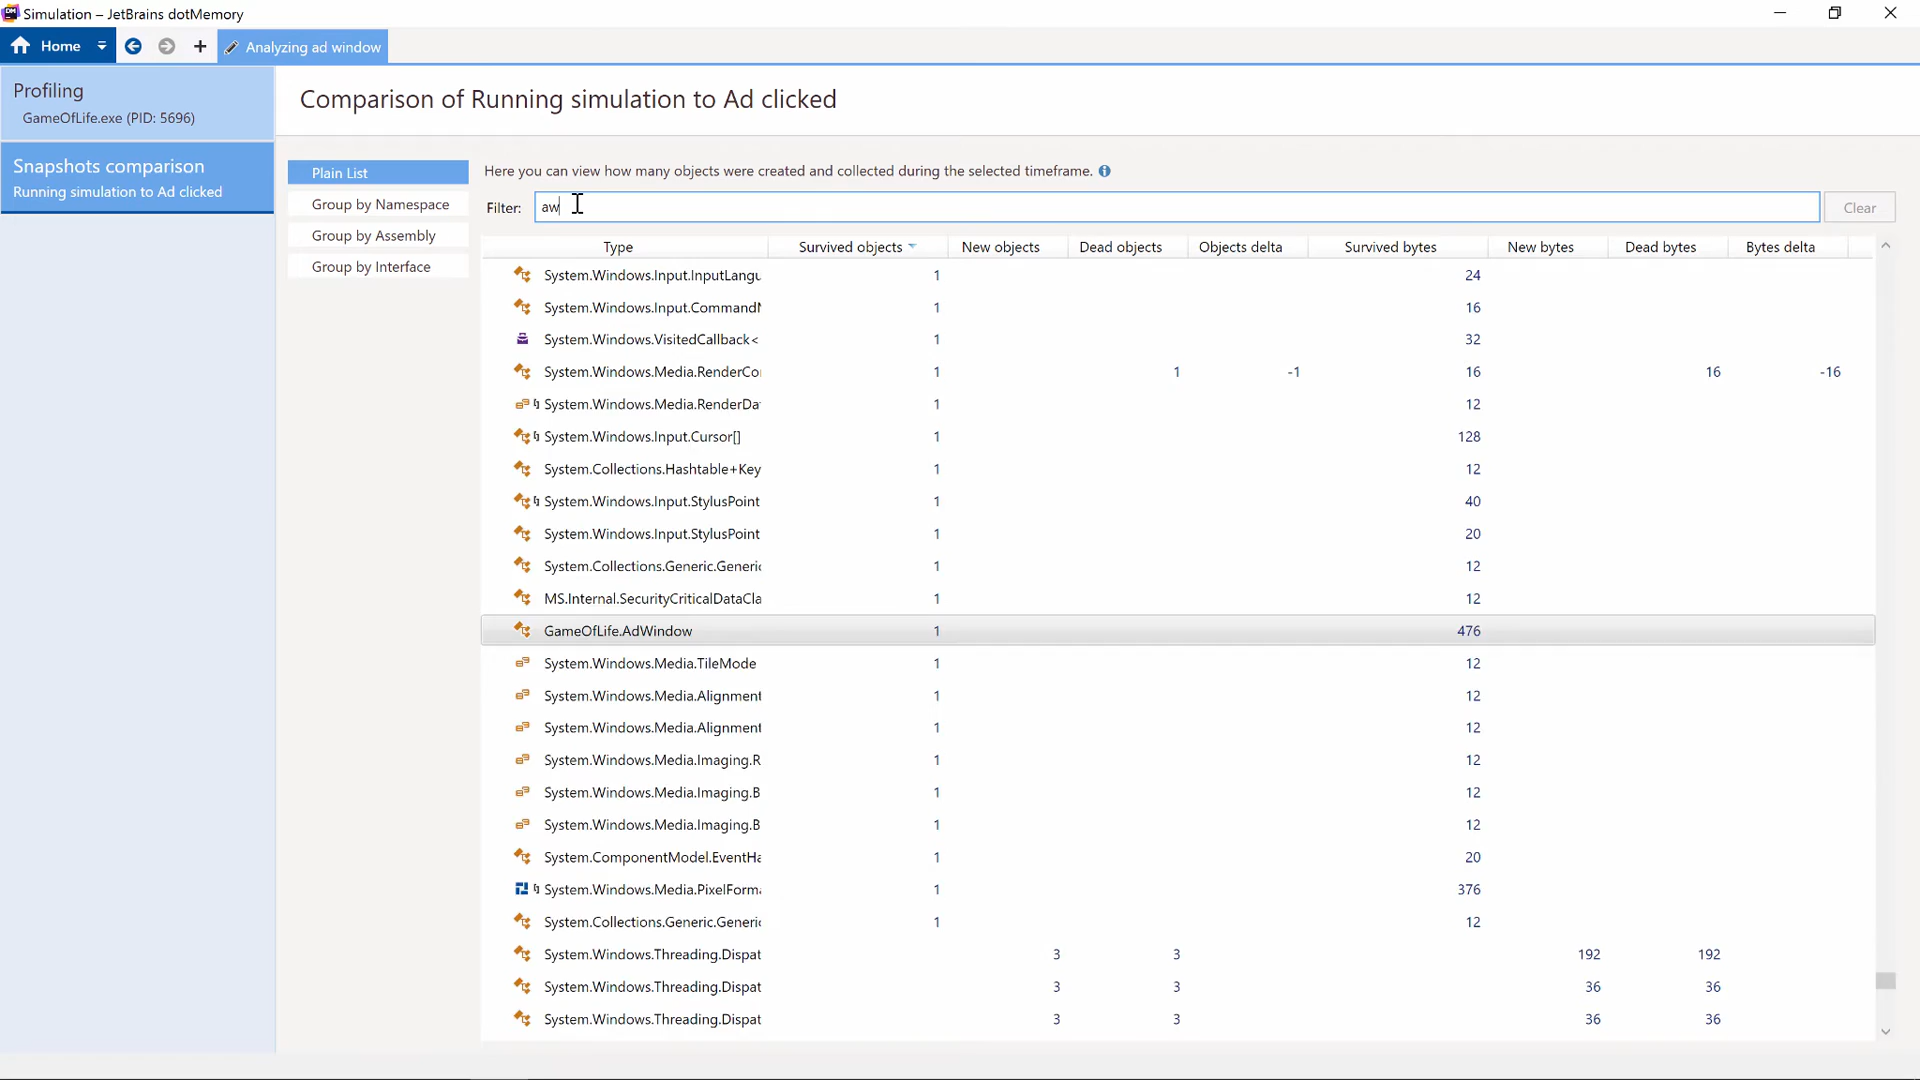 Simulation – JetBrains dotMemory
Home
Analyzing ad window
Profiling
GameOfLife.exe (PID: 5696)
Snapshots comparison
Running simulation to Ad clicked
Comparison of Running simulation to Ad clicked
Plain List
Group by Namespace
Group by Assembly
Group by Interface
Here you can view how many objects were created and collected during the selected timeframe.
Filter: aw Clear
Type Survived objects New objects Dead objects Objects delta Survived bytes New bytes Dead bytes Bytes delta
System.Windows.Input.InputLangu 1 24
System.Windows.Input.CommandM 1 16
System.Windows.VisitedCallback< 1 32
System.Windows.Media.RenderCo 1 1 -1 16 16 -16
System.Windows.Media.RenderDa 1 12
System.Windows.Input.Cursor[] 1 128
System.Collections.Hashtable+Key 1 12
System.Windows.Input.StylusPoint 1 40
System.Windows.Input.StylusPoint 1 20
System.Collections.Generic.Generic 1 12
MS.Internal.SecurityCriticalDataCla 1 12
GameOfLife.AdWindow 1 476
System.Windows.Media.TileMode 1 12
System.Windows.Media.Alignment 1 12
System.Windows.Media.Alignment 1 12
System.Windows.Media.Imaging.R 1 12
System.Windows.Media.Imaging.B 1 12
System.Windows.Media.Imaging.B 1 12
System.ComponentModel.EventHa 1 20
System.Windows.Media.PixelForma 1 376
System.Collections.Generic.Generic 1 12
System.Windows.Threading.Dispat 3 3 192 192
System.Windows.Threading.Dispat 3 3 36 36
System.Windows.Threading.Dispat 3 3 36 36